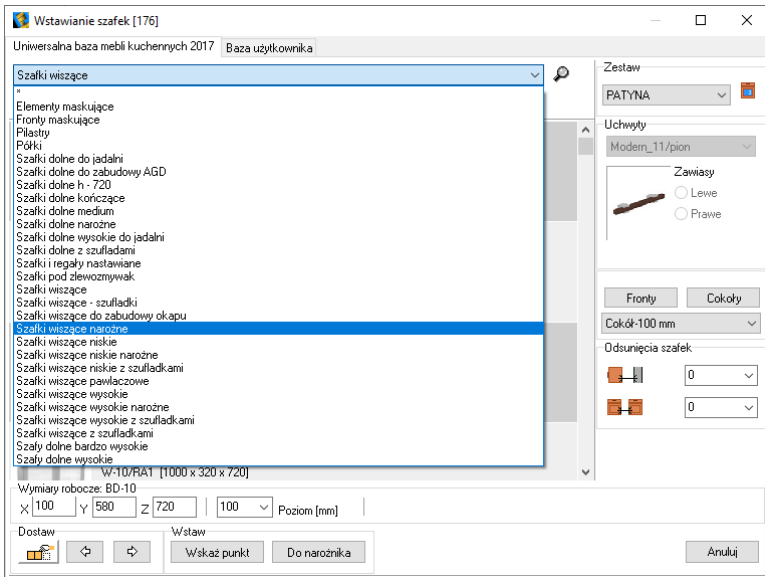 Wstawianie szafek [176]
Uniwersalna baza mebli kuchennych 2017 Baza użytkownika
Szafki wiszące
*
Elementy maskujące
Fronty maskujące
Pilastry
Półki
Szafki dolne do jadalni
Szafki dolne do zabudowy AGD
Szafki dolne h - 720
Szafki dolne kończące
Szafki dolne medium
Szafki dolne narożne
Szafki dolne wysokie do jadalni
Szafki dolne z szufladami
Szafki i regały nastawiane
Szafki pod zlewozmywak
Szafki wiszące
Szafki wiszące - szufladki
Szafki wiszące do zabudowy okapu
Szafki wiszące narożne
Szafki wiszące niskie
Szafki wiszące niskie narożne
Szafki wiszące niskie z szufladkami
Szafki wiszące pawlaczowe
Szafki wiszące wysokie
Szafki wiszące wysokie narożne
Szafki wiszące wysokie z szufladkami
Szafki wiszące z szufladkami
Szafy dolne bardzo wysokie
Szafy dolne wysokie
W-10/RA1 [1000 x 320 x 720]
Zestaw
PATYNA
Uchwyty
Modern_11/pion
Zawiasy
Lewe
Prawe
Fronty Cokoły
Cokół-100 mm
Odsunięcia szafek
0
0
Wymiary robocze: BD-10
X 100 Y 580 Z 720 100 Poziom [mm]
Dostaw Wstaw
Wskaż punkt Do narożnika Anuluj